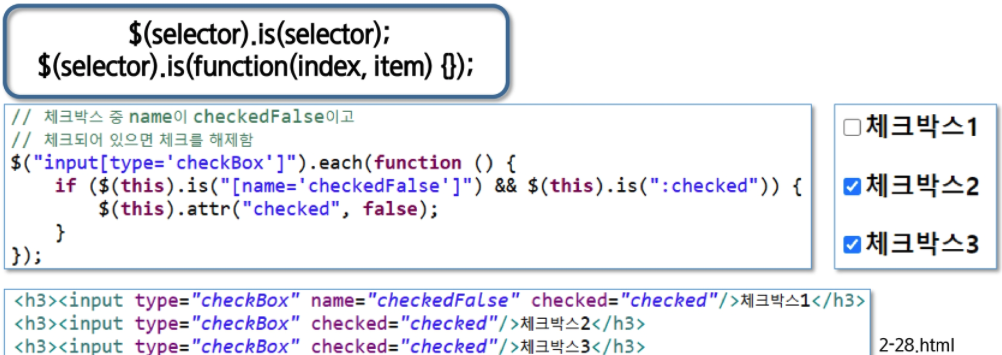 $(selector).is(selector);
$(selector).is(function(index, item) {});
// 체크박스 중 name이 checkedFalse이고
// 체크되어 있으면 체크를 해제함
$("input[type='checkBox']").each(function () {
if ($(this).is("[name='checkedFalse']") && $(this).is(":checked")) {
$(this).attr("checked", false);
}
});
체크박스1
체크박스2
체크박스3
<h3><input type="checkBox" name="checkedFalse" checked="checked"/>체크박스1</h3>
<h3><input type="checkBox" checked="checked"/>체크박스2</h3>
<h3><input type="checkBox" checked="checked"/>체크박스3</h3>
2-28.html